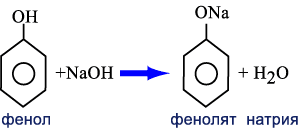 OH ONa
+NaOH + H₂O
фенол фенолят натрия